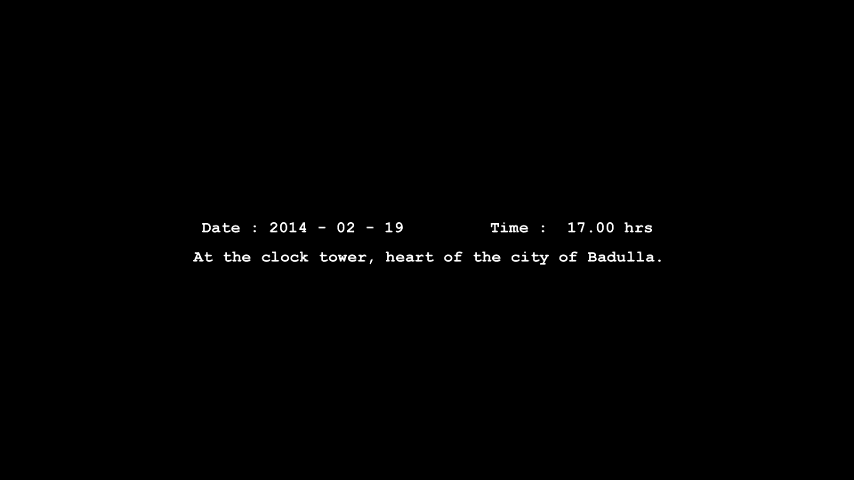 Date : 2014 - 02 - 19 Time : 17.00 hrs
At the clock tower, heart of the city of Badulla.